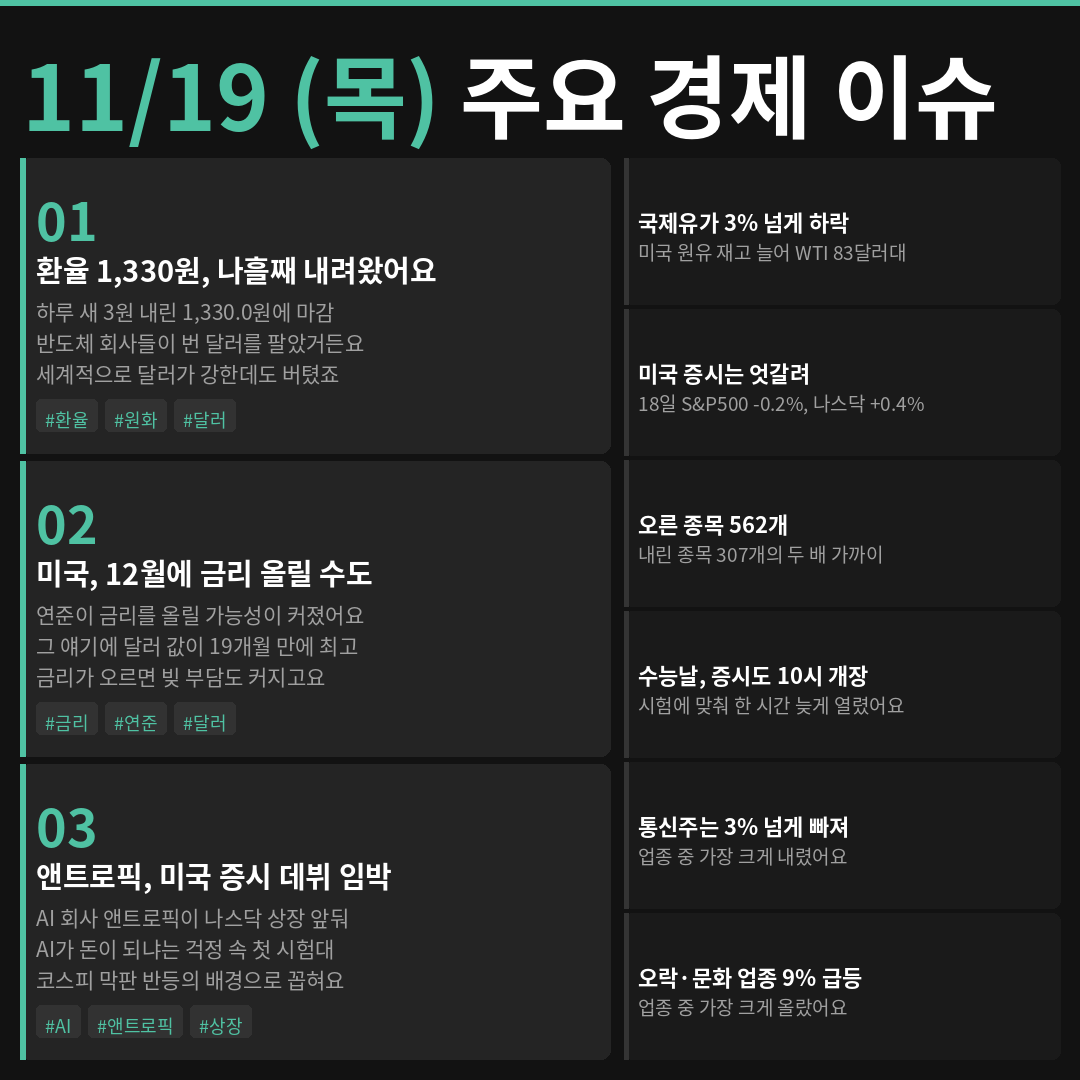 11/19 (목) 주요 경제 이슈
01
환율 1,330원, 나흘째 내려왔어요
하루 새 3원 내린 1,330.0원에 마감
반도체 회사들이 번 달러를 팔았거든요
세계적으로 달러가 강한데도 버텼죠
#환율 #원화 #달러
02
미국, 12월에 금리 올릴 수도
연준이 금리를 올릴 가능성이 커졌어요
그 얘기에 달러 값이 19개월 만에 최고
금리가 오르면 빚 부담도 커지고요
#금리 #연준 #달러
03
앤트로픽, 미국 증시 데뷔 임박
AI 회사 앤트로픽이 나스닥 상장 앞둬
AI가 돈이 되냐는 걱정 속 첫 시험대
코스피 막판 반등의 배경으로 꼽혀요
#AI #앤트로픽 #상장
국제유가 3% 넘게 하락
미국 원유 재고 늘어 WTI 83달러대
미국 증시는 엇갈려
18일 S&P500 -0.2%, 나스닥 +0.4%
오른 종목 562개
내린 종목 307개의 두 배 가까이
수능날, 증시도 10시 개장
시험에 맞춰 한 시간 늦게 열렸어요
통신주는 3% 넘게 빠져
업종 중 가장 크게 내렸어요
오락·문화 업종 9% 급등
업종 중 가장 크게 올랐어요